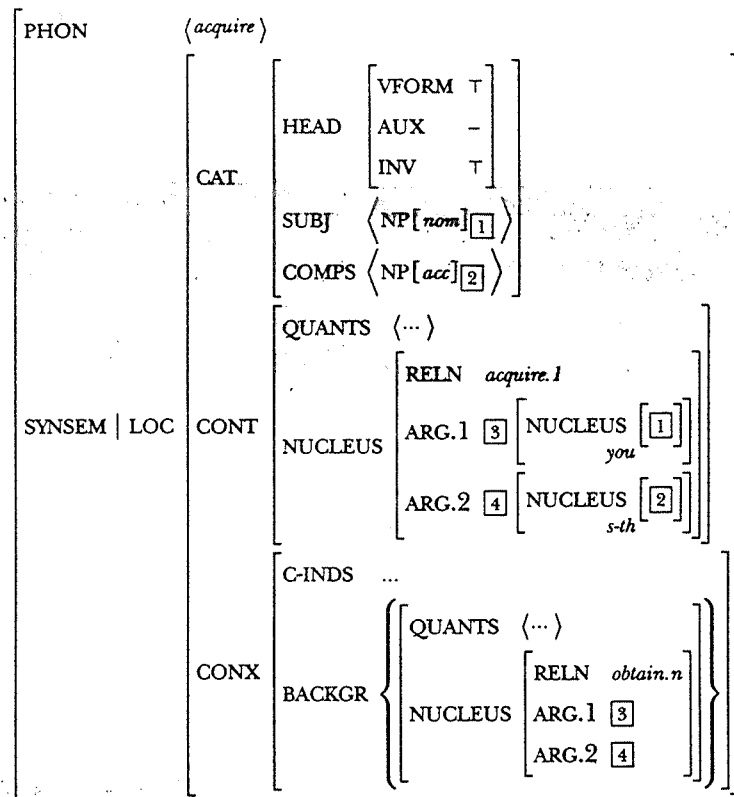 PHON ⟨acquire⟩
VFORM ⊤
HEAD AUX –
INV ⊤
CAT
SUBJ ⟨NP[nom]1⟩
COMPS ⟨NP[acc]2⟩
QUANTS ⟨...⟩
RELN acquire.1
SYNSEM | LOC CONT NUCLEUS ARG.1 3 [NUCLEUS [1]]
you
ARG.2 4 [NUCLEUS [2]]
s-th
C-INDS ...
QUANTS ⟨...⟩
CONX BACKGR RELN obtain.n
NUCLEUS ARG.1 3
ARG.2 4